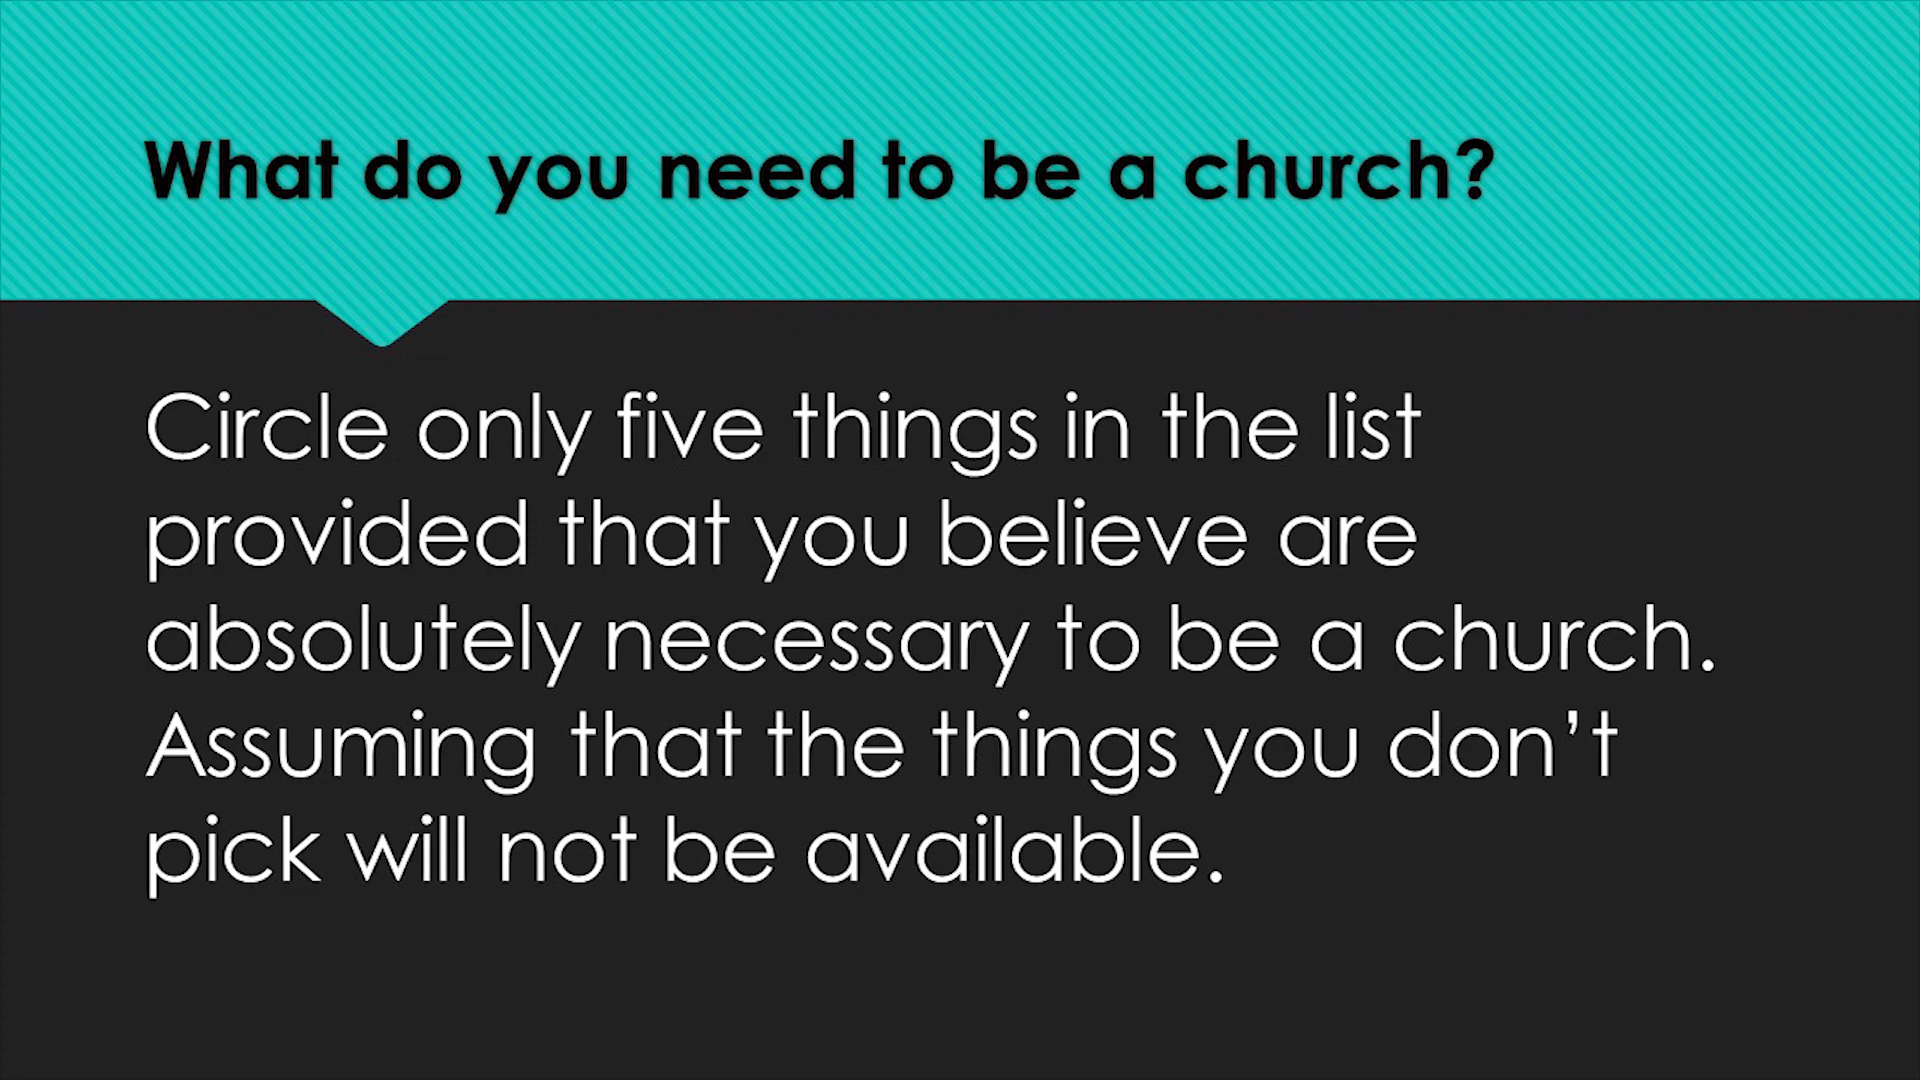 What do you need to be a church?
Circle only five things in the list
provided that you believe are
absolutely necessary to be a church.
Assuming that the things you don’t
pick will not be available.